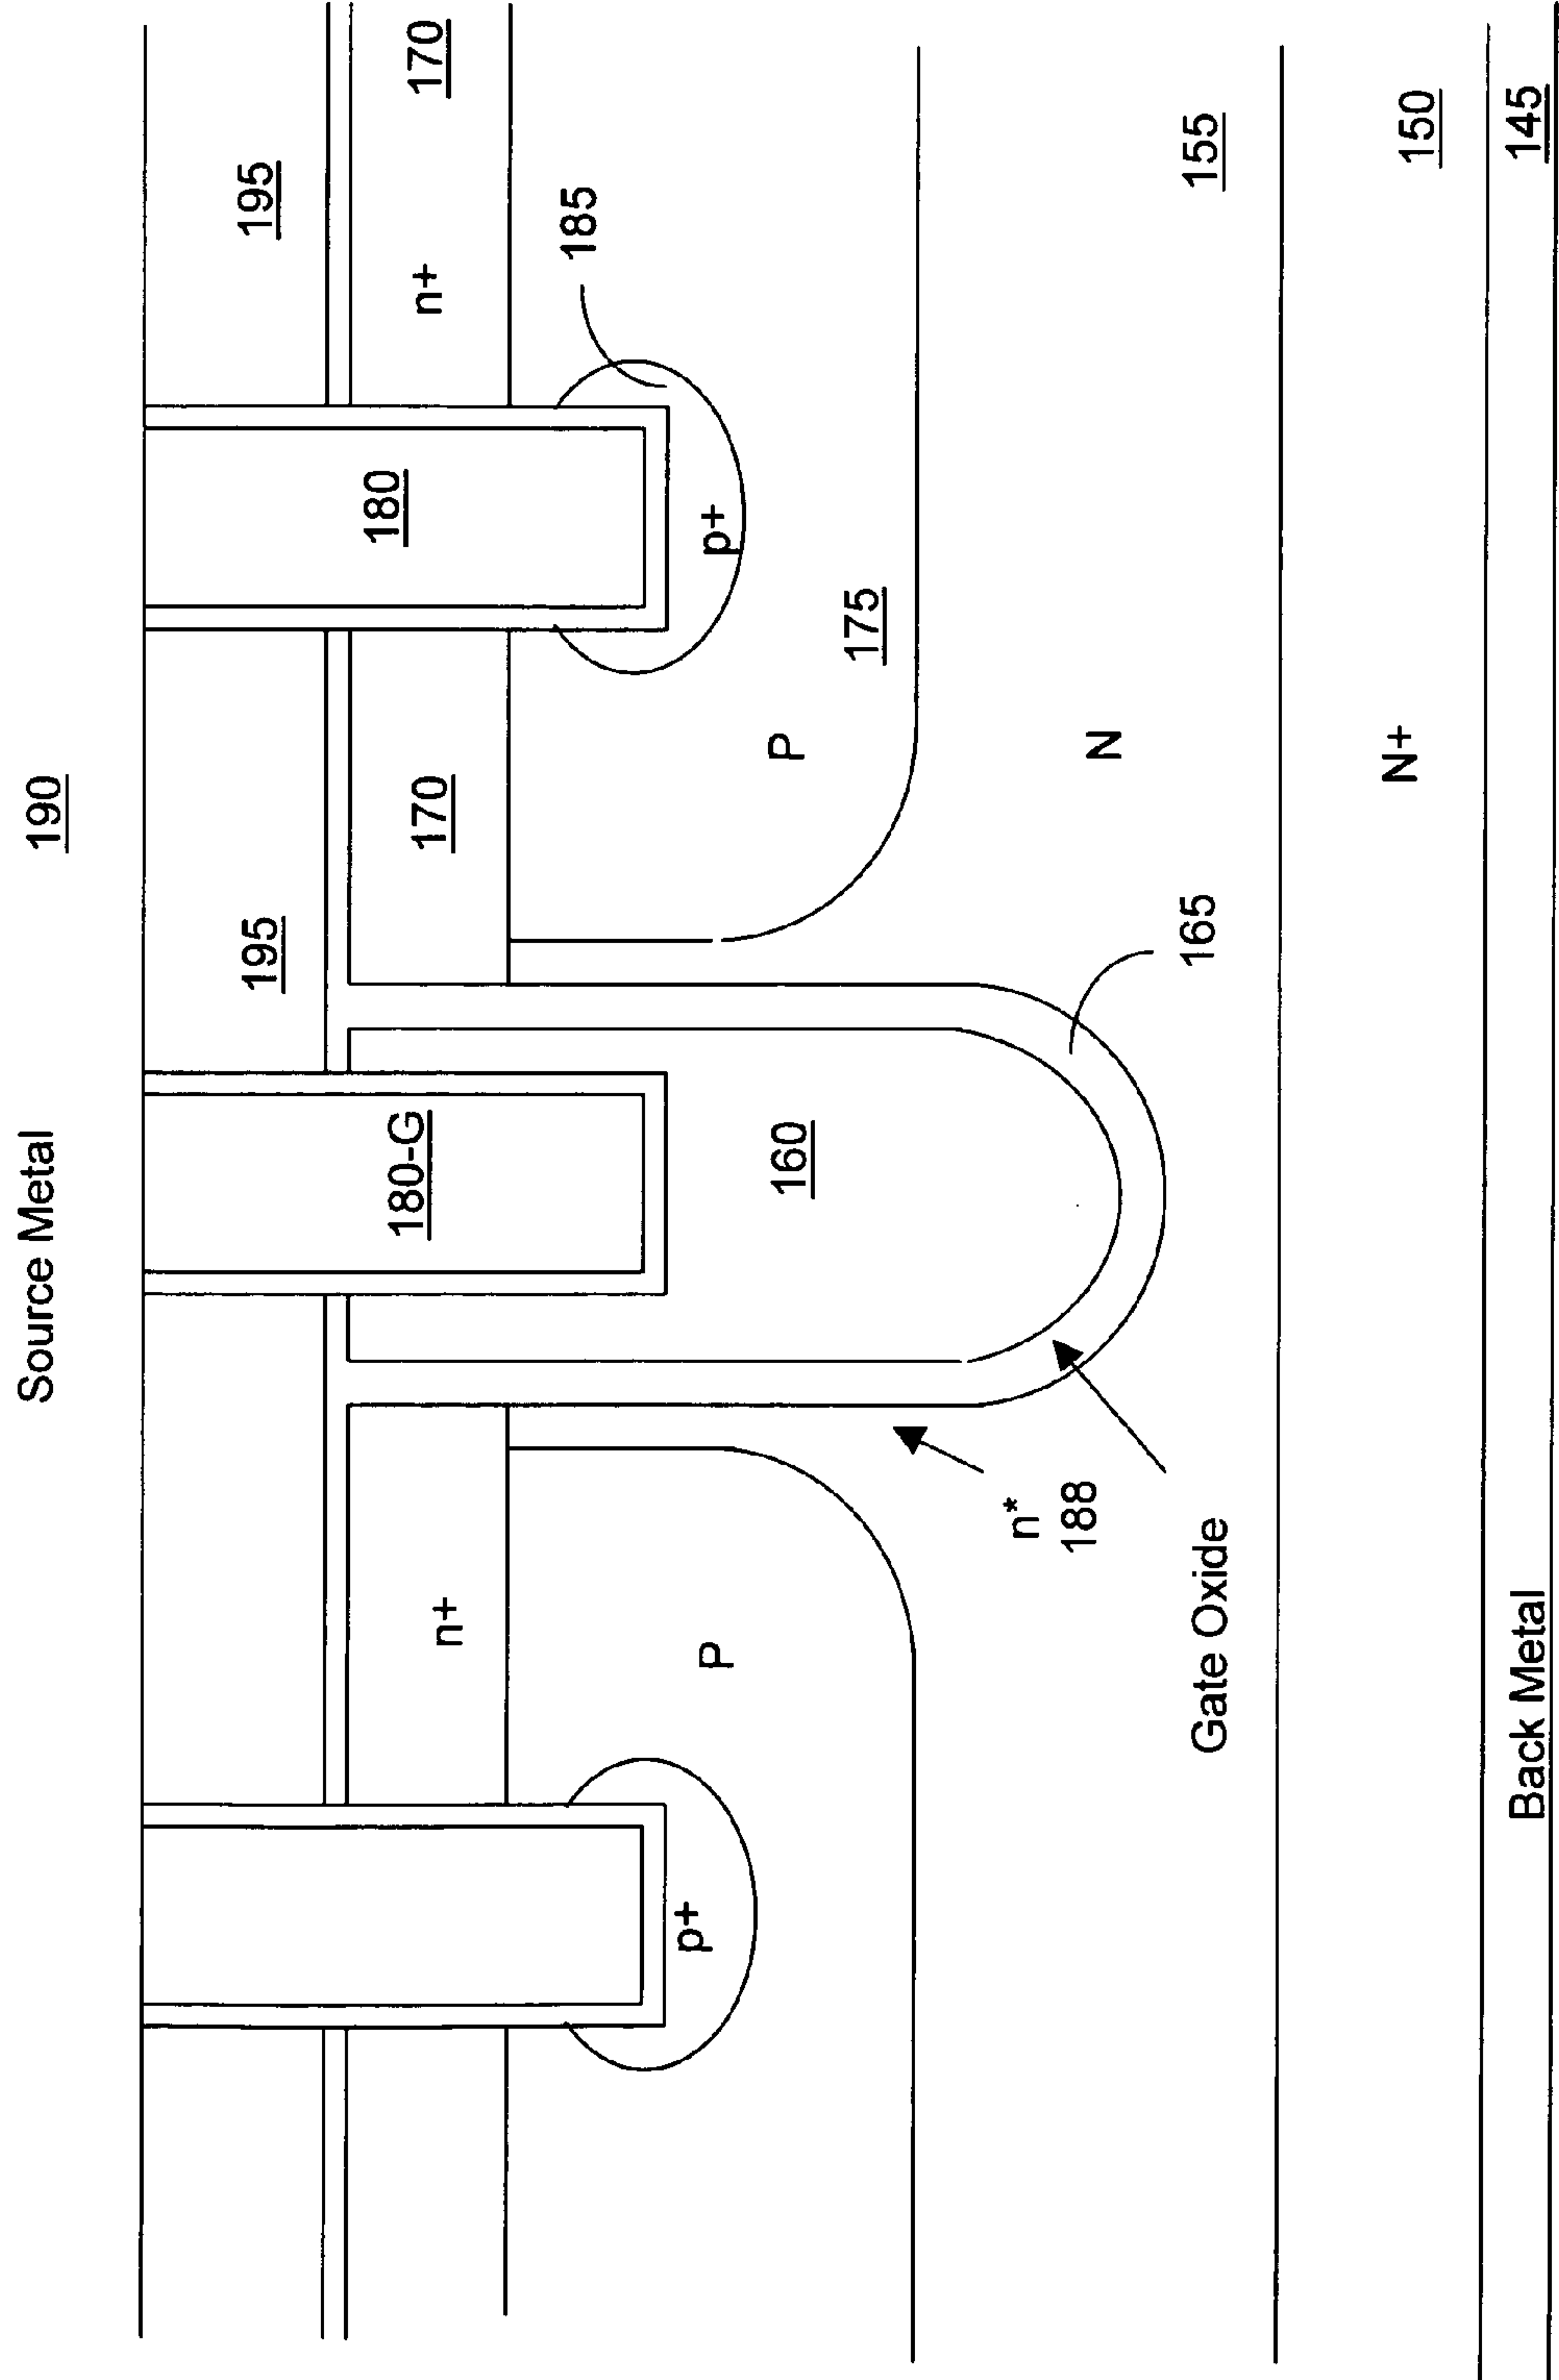 Source Metal
190
195
195
n+
180-G
170
180
n+
170
185
p+
P
160
P
p+
175
n*
188
N
Gate Oxide
165
155
N+
150
Back Metal
145